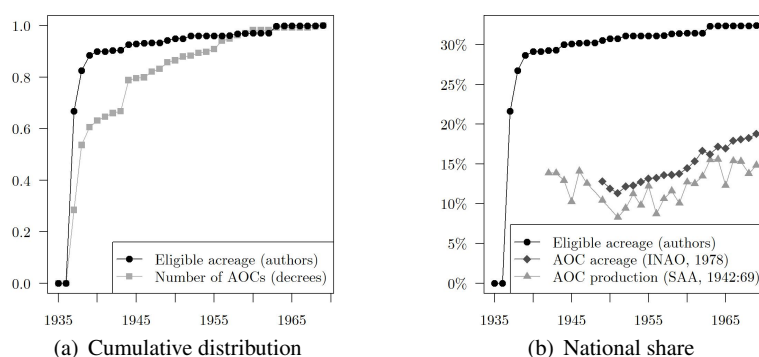 1.0
0.8
0.6
0.4
0.2
0.0
Eligible acreage (authors)
Number of AOCs (decrees)
1935 1945 1955 1965
(a) Cumulative distribution
30%
25%
20%
15%
10%
5%
0%
Eligible acreage (authors)
AOC acreage (INAO, 1978)
AOC production (SAA, 1942:69)
1935 1945 1955 1965
(b) National share